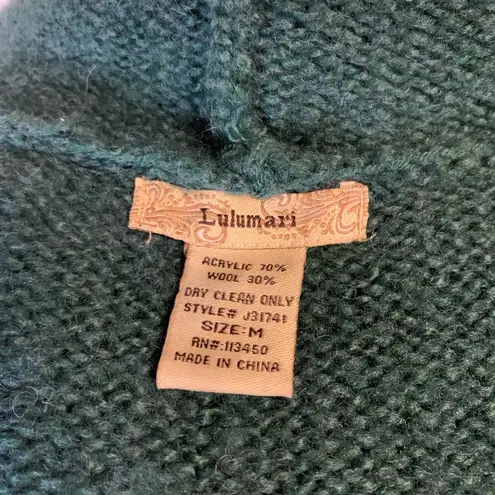 Lulumari
ACRYLIC 70%
WOOL 30%
DRY CLEAN ONLY
STYLE# J31741
SIZE: M
RN#:113450
MADE IN CHINA